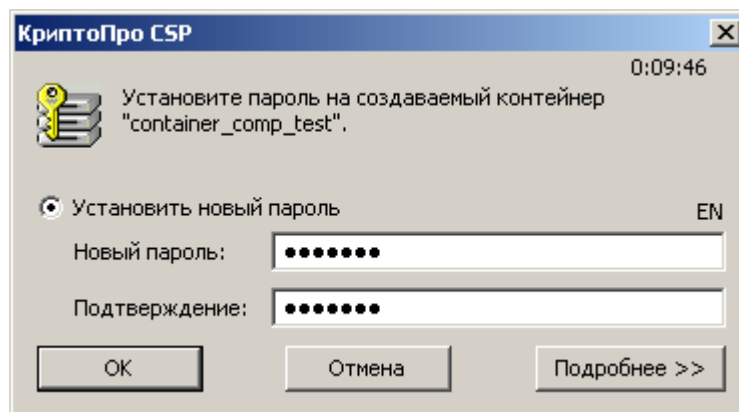 КриптоПро CSP
0:09:46
Установите пароль на создаваемый контейнер
"container_comp_test".
Установить новый пароль
EN
Новый пароль: ●●●●●●●
Подтверждение: ●●●●●●●
ОК
Отмена
Подробнее >>